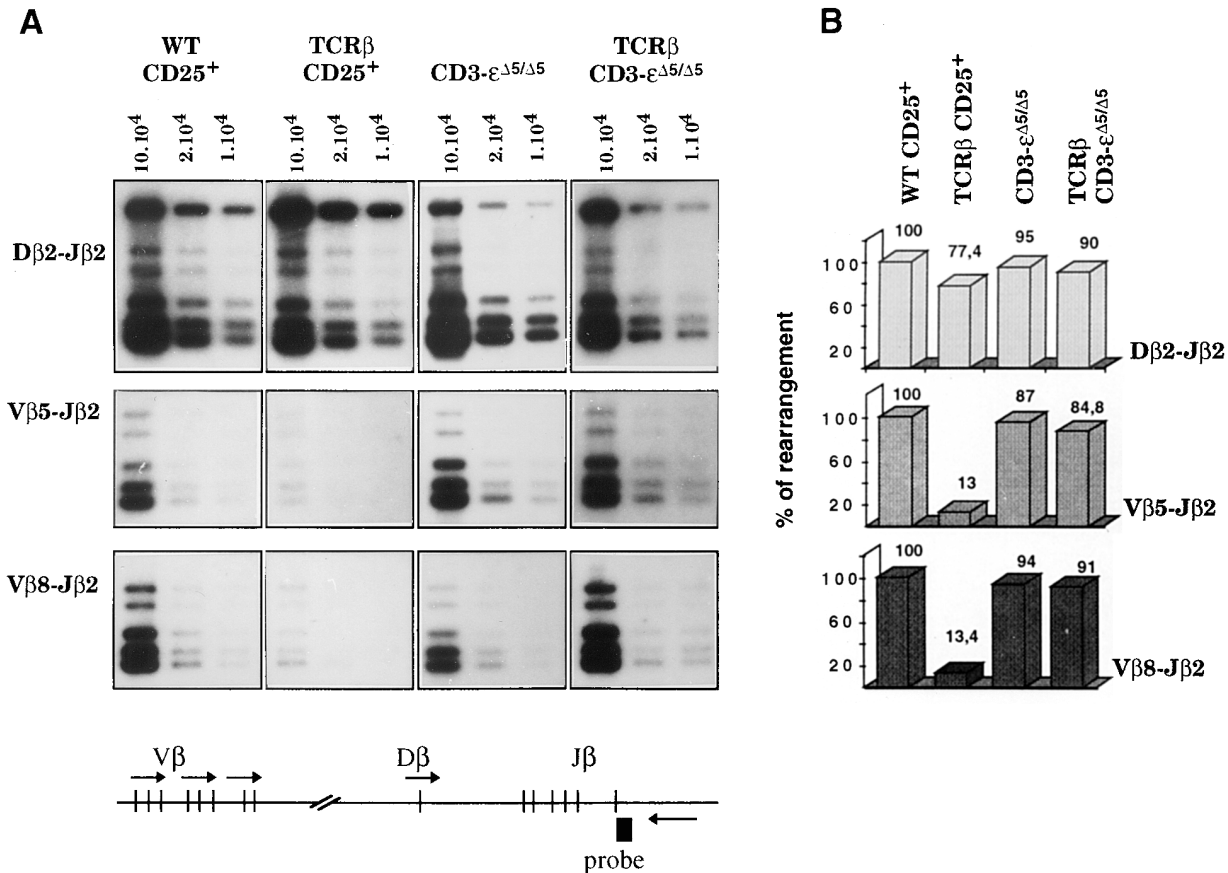 A
WT
CD25+
TCRβ
CD25+
CD3-εΔ5/Δ5
TCRβ
CD3-εΔ5/Δ5
10.10⁴
2.10⁴
1.10⁴
10.10⁴
2.10⁴
1.10⁴
10.10⁴
2.10⁴
1.10⁴
10.10⁴
2.10⁴
1.10⁴
Dβ2-Jβ2
Vβ5-Jβ2
Vβ8-Jβ2
Vβ
Dβ
Jβ
probe
B
WT CD25+
TCRβ CD25+
CD3-εΔ5/Δ5
TCRβ
CD3-εΔ5/Δ5
% of rearrangement
100
77,4
95
90
100
60
20
Dβ2-Jβ2
100
13
87
84,8
100
60
20
Vβ5-Jβ2
100
13,4
94
91
100
60
20
Vβ8-Jβ2